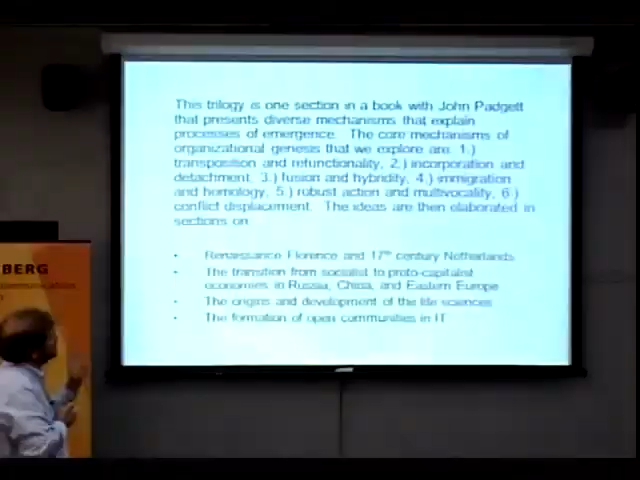 This trilogy is one section in a book with John Padgett
that presents diverse mechanisms that explain
processes of emergence. The core mechanisms of
organizational genesis that we explore are: 1.)
transposition and refunctionality, 2.) incorporation and
detachment, 3.) fusion and hybridity, 4.) immigration
and homology, 5.) robust action and multivocality, 6.)
conflict displacement. The ideas are then elaborated in
sections on:
• Renaissance Florence and 17th century Netherlands
• The transition from socialist to proto-capitalist
economies in Russia, China, and Eastern Europe
• The origins and development of the life sciences
• The formation of open communities in IT
BERG
communication